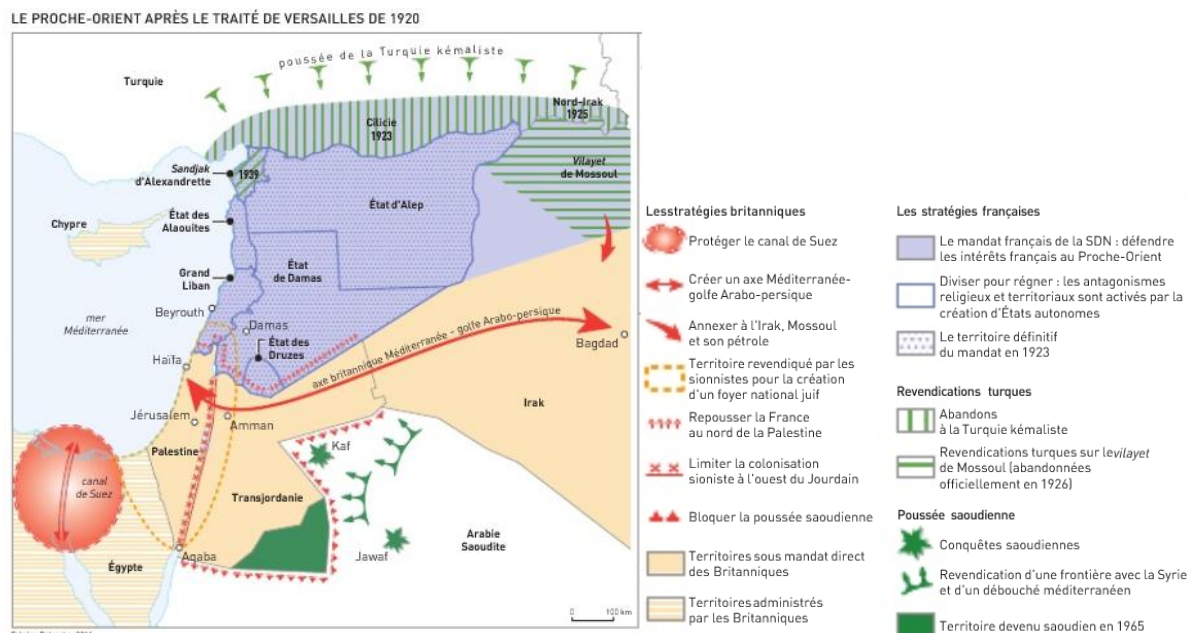 LE PROCHE-ORIENT APRÈS LE TRAITÉ DE VERSAILLES DE 1920
poussée de la Turquie kémaliste
Turquie
Nord-Irak
1925
Cilicie
1923
Vilayet
de Mossoul
Sandjak
d'Alexandrette
1939
État d'Alep
Chypre
État des
Alaouites
État
de Damas
Grand
Liban
Beyrouth
mer
Méditerranée
Damas
État des
Druzes
axe britannique Méditerranée – golfe Arabo-persique
Bagdad
Haïfa
Irak
Jérusalem
Amman
Palestine
Kaf
canal
de Suez
Transjordanie
Arabie
Saoudite
Jawaf
Aqaba
Égypte
0 100 km
Lesstratégies britanniques
Protéger le canal de Suez
Créer un axe Méditerranée-
golfe Arabo-persique
Annexer à l'Irak, Mossoul
et son pétrole
Territoire revendiqué par les
sionnistes pour la création
d'un foyer national juif
Repousser la France
au nord de la Palestine
Limiter la colonisation
sioniste à l'ouest du Jourdain
Bloquer la poussée saoudienne
Territoires sous mandat direct
des Britanniques
Territoires administrés
par les Britanniques
Les stratégies françaises
Le mandat français de la SDN : défendre
les intérêts français au Proche-Orient
Diviser pour régner : les antagonismes
religieux et territoriaux sont activés par la
création d'États autonomes
Le territoire définitif
du mandat en 1923
Revendications turques
Abandons
à la Turquie kémaliste
Revendications turques sur levilayet
de Mossoul (abandonnées
officiellement en 1926)
Poussée saoudienne
Conquêtes saoudiennes
Revendication d'une frontière avec la Syrie
et d'un débouché méditerranéen
Territoire devenu saoudien en 1965